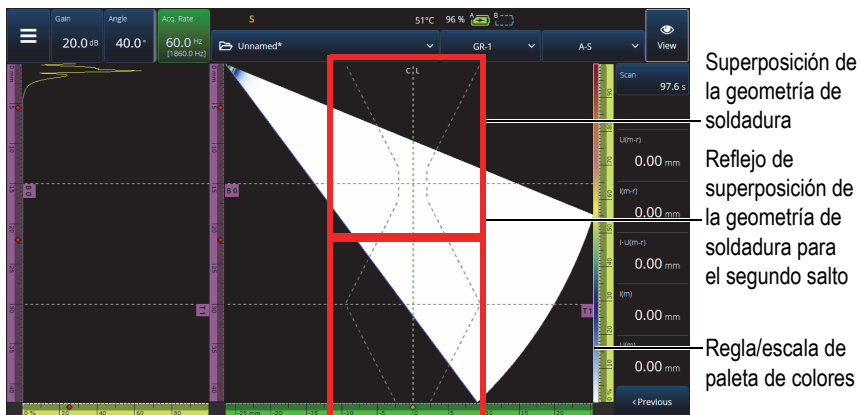 Gain
20.0 dB
Angle
40.0 °
Acq. Rate
60.0 Hz
[1860.0 Hz]
S
51°C 96 % A B
Unnamed*
GR-1
A-S
View
Scan
97.6 s
U(m-r)
0.00 mm
I(m-r)
0.00 mm
I-U(m-r)
0.00 mm
I(m)
0.00 mm
0.00 mm
<Previous
C L
B 0
B 0
T 1
T 1
Superposición de
la geometría de
soldadura
Reflejo de
superposición de
la geometría de
soldadura para
el segundo salto
Regla/escala de
paleta de colores